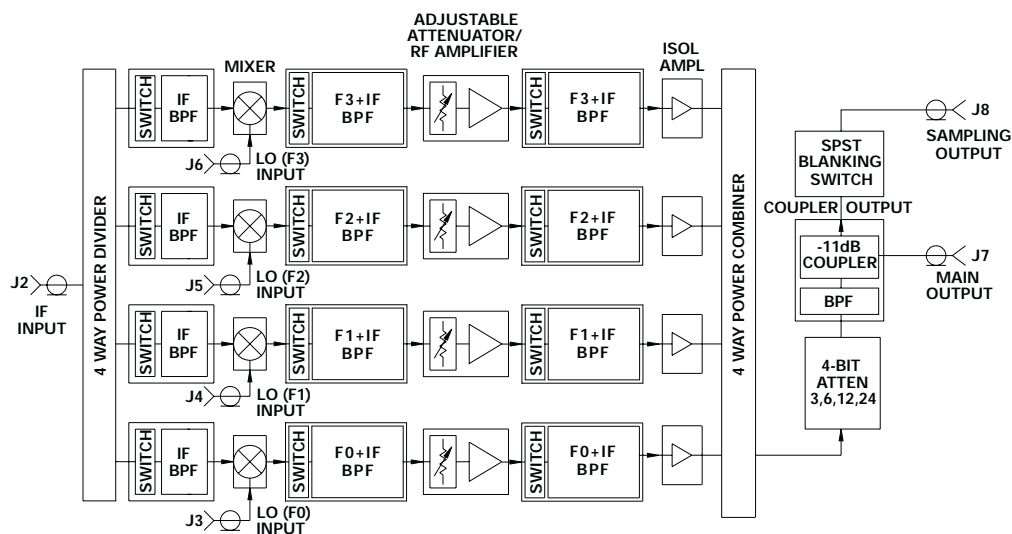 ADJUSTABLE
ATTENUATOR/
RF AMPLIFIER
ISOL
AMPL
MIXER
4 WAY POWER DIVIDER
SWITCH
IF
BPF
SWITCH
F3+IF
BPF
SWITCH
F3+IF
BPF
J6
LO (F3)
INPUT
SWITCH
IF
BPF
SWITCH
F2+IF
BPF
SWITCH
F2+IF
BPF
J5
LO (F2)
INPUT
J2
IF
INPUT
SWITCH
IF
BPF
SWITCH
F1+IF
BPF
SWITCH
F1+IF
BPF
J4
LO (F1)
INPUT
SWITCH
IF
BPF
SWITCH
F0+IF
BPF
SWITCH
F0+IF
BPF
J3
LO (F0)
INPUT
4 WAY POWER COMBINER
J8
SAMPLING
OUTPUT
SPST
BLANKING
SWITCH
COUPLER OUTPUT
-11dB
COUPLER
J7
MAIN
OUTPUT
BPF
4-BIT
ATTEN
3,6,12,24